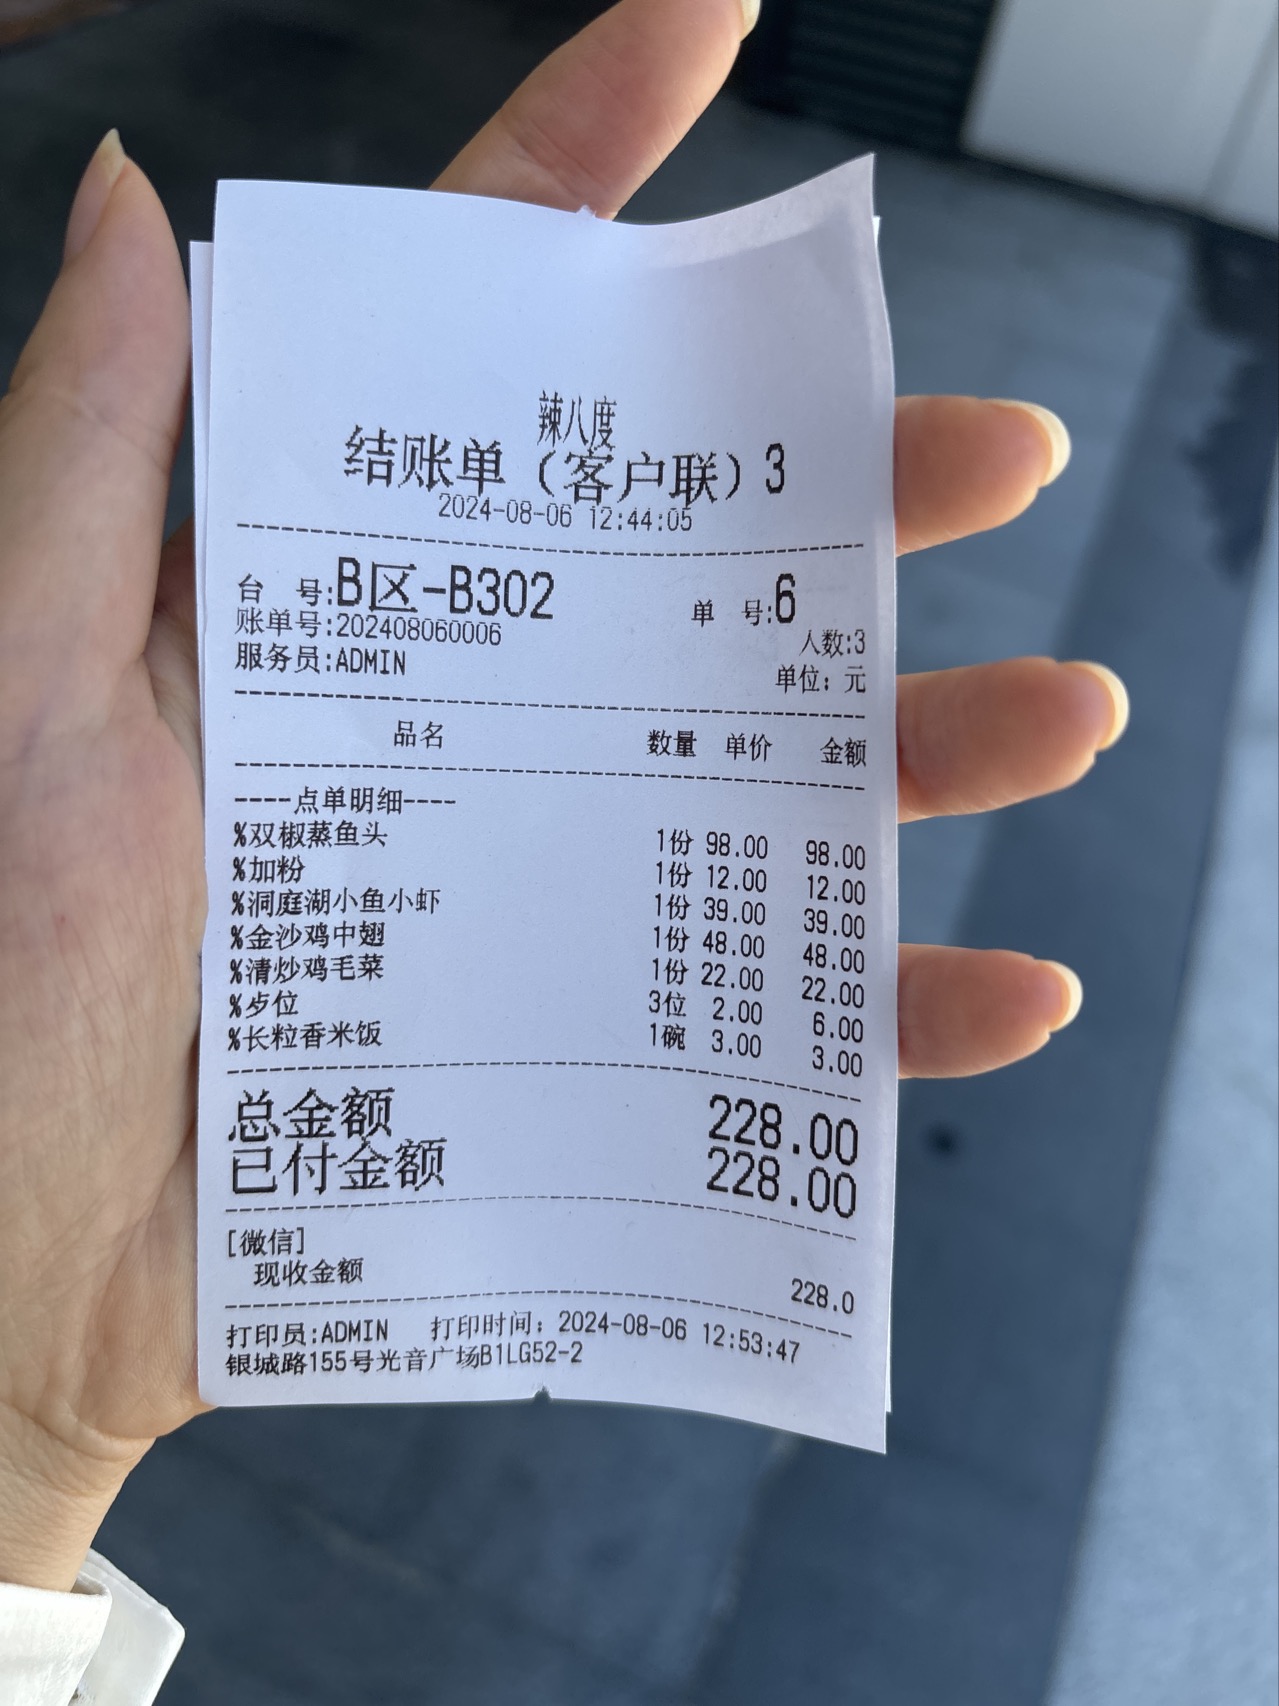 辣八度
结账单（客户联）3
2024-08-06 12:44:05
台 号:B区-B302 单 号:6
账单号:202408060006 人数:3
服务员:ADMIN 单位：元
品名 数量 单价 金额
----点单明细----
%双椒蒸鱼头 1份 98.00 98.00
%加粉 1份 12.00 12.00
%洞庭湖小鱼小虾 1份 39.00 39.00
%金沙鸡中翅 1份 48.00 48.00
%清炒鸡毛菜 1份 22.00 22.00
%歺位 3位 2.00 6.00
%长粒香米饭 1碗 3.00 3.00
总金额 228.00
已付金额 228.00
[微信]
现收金额 228.0
打印员:ADMIN 打印时间：2024-08-06 12:53:47
银城路155号光音广场B1LG52-2